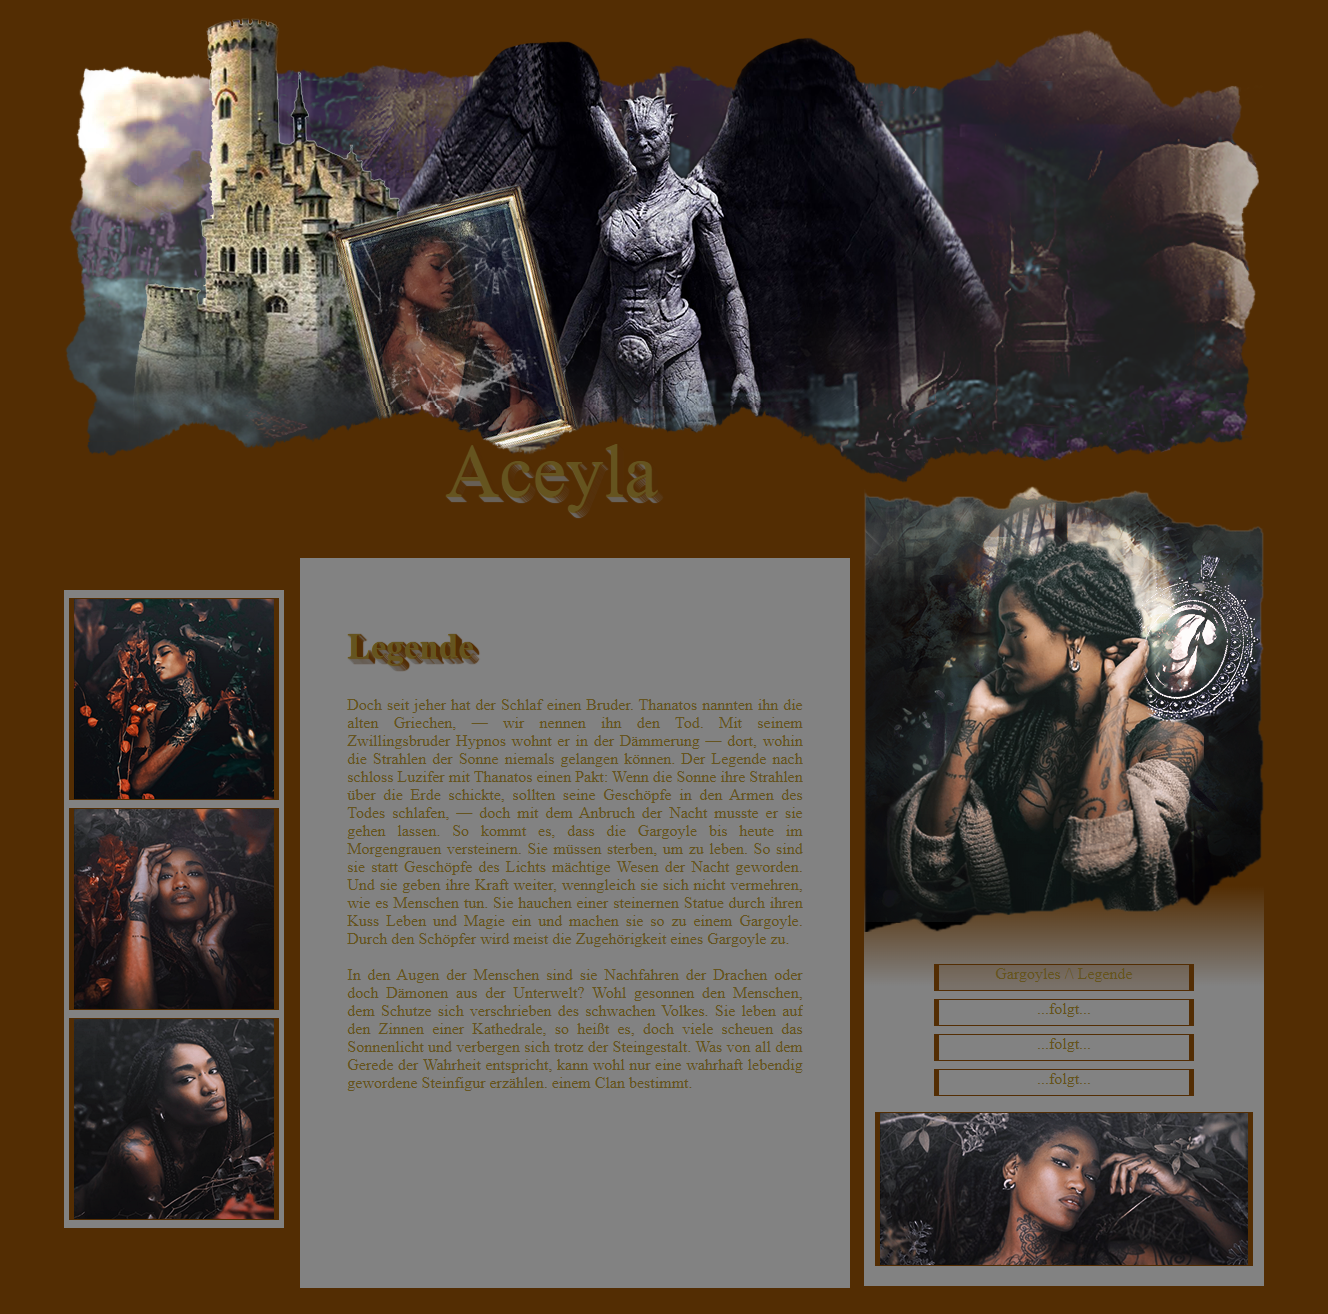 Aceyla
Legende
Doch seit jeher hat der Schlaf einen Bruder. Thanatos nannten ihn die
alten Griechen, — wir nennen ihn den Tod. Mit seinem
Zwillingsbruder Hypnos wohnt er in der Dämmerung — dort, wohin
die Strahlen der Sonne niemals gelangen können. Der Legende nach
schloss Luzifer mit Thanatos einen Pakt: Wenn die Sonne ihre Strahlen
über die Erde schickte, sollten seine Geschöpfe in den Armen des
Todes schlafen, — doch mit dem Anbruch der Nacht musste er sie
gehen lassen. So kommt es, dass die Gargoyle bis heute im
Morgengrauen versteinern. Sie müssen sterben, um zu leben. So sind
sie statt Geschöpfe des Lichts mächtige Wesen der Nacht geworden.
Und sie geben ihre Kraft weiter, wenngleich sie sich nicht vermehren,
wie es Menschen tun. Sie hauchen einer steinernen Statue durch ihren
Kuss Leben und Magie ein und machen sie so zu einem Gargoyle.
Durch den Schöpfer wird meist die Zugehörigkeit eines Gargoyle zu.
In den Augen der Menschen sind sie Nachfahren der Drachen oder
doch Dämonen aus der Unterwelt? Wohl gesonnen den Menschen,
dem Schutze sich verschrieben des schwachen Volkes. Sie leben auf
den Zinnen einer Kathedrale, so heißt es, doch viele scheuen das
Sonnenlicht und verbergen sich trotz der Steingestalt. Was von all dem
Gerede der Wahrheit entspricht, kann wohl nur eine wahrhaft lebendig
gewordene Steinfigur erzählen. einem Clan bestimmt.
Gargoyles /\ Legende
...folgt...
...folgt...
...folgt...